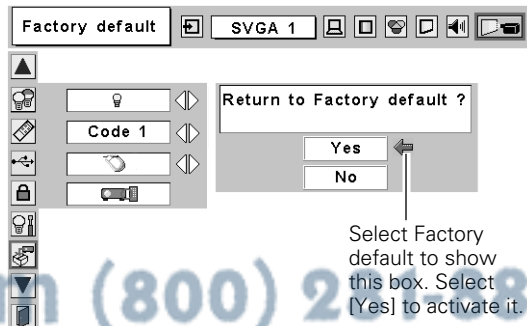 Factory default
SVGA 1
Code 1
Return to Factory default ?
Yes
No
Select Factory
default to show
this box. Select
[Yes] to activate it.
(800)